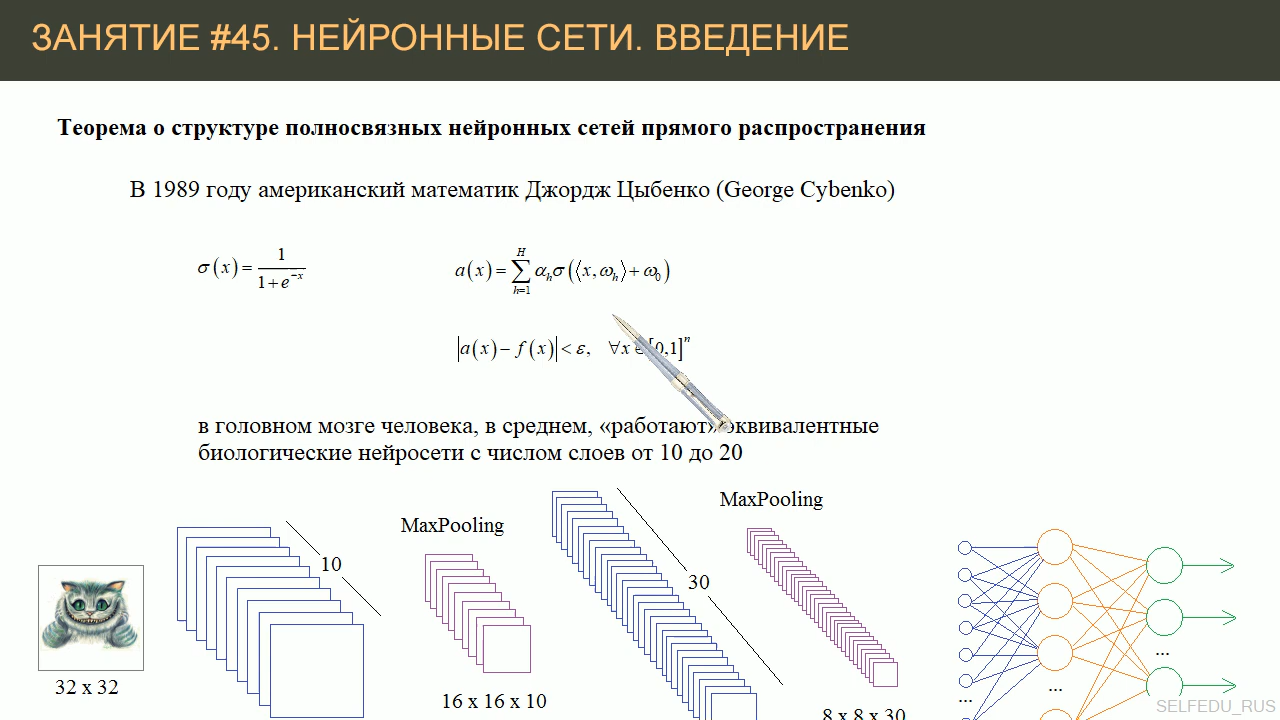 ЗАНЯТИЕ #45. НЕЙРОННЫЕ СЕТИ. ВВЕДЕНИЕ
Теорема о структуре полносвязных нейронных сетей прямого распространения
В 1989 году американский математик Джордж Цыбенко (George Cybenko)
σ(x) = 1 / (1 + e^{-x})
a(x) = ∑_{h=1}^{H} α_h σ(⟨x, ω_h⟩ + ω_0)
|a(x) − f(x)| < ε, ∀x ∈ [0,1]^n
в головном мозге человека, в среднем, «работают» эквивалентные
биологические нейросети с числом слоев от 10 до 20
MaxPooling
MaxPooling
10
30
32 x 32
16 x 16 x 10
8 x 8 x 30
...
...
...
SELFEDU_RUS